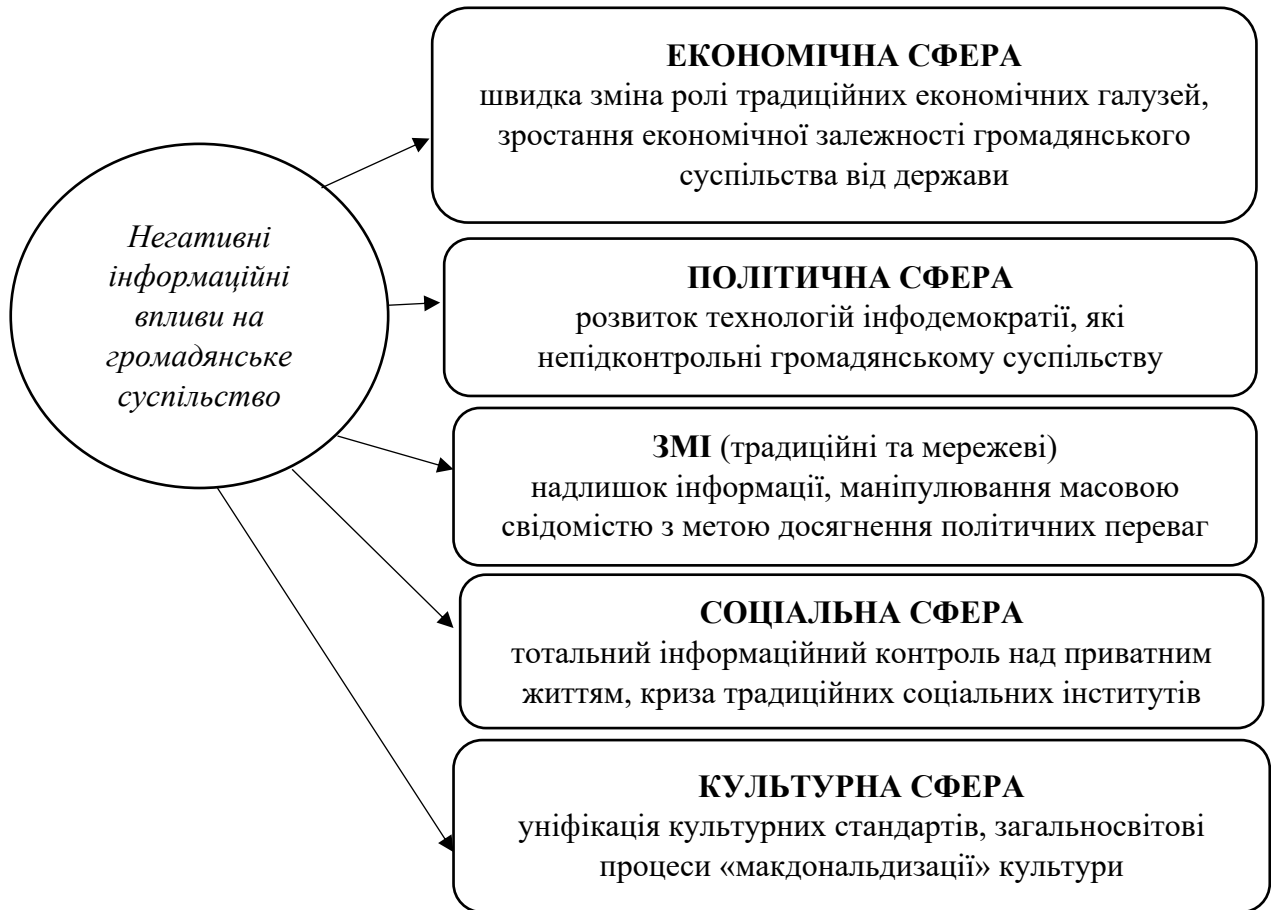 Негативні
інформаційні
впливи на
громадянське
суспільство
ЕКОНОМІЧНА СФЕРА
швидка зміна ролі традиційних економічних галузей,
зростання економічної залежності громадянського
суспільства від держави
ПОЛІТИЧНА СФЕРА
розвиток технологій інфодемократії, які
непідконтрольні громадянському суспільству
ЗМІ (традиційні та мережеві)
надлишок інформації, маніпулювання масовою
свідомістю з метою досягнення політичних переваг
СОЦІАЛЬНА СФЕРА
тотальний інформаційний контроль над приватним
життям, криза традиційних соціальних інститутів
КУЛЬТУРНА СФЕРА
уніфікація культурних стандартів, загальносвітові
процеси «макдональдизації» культури